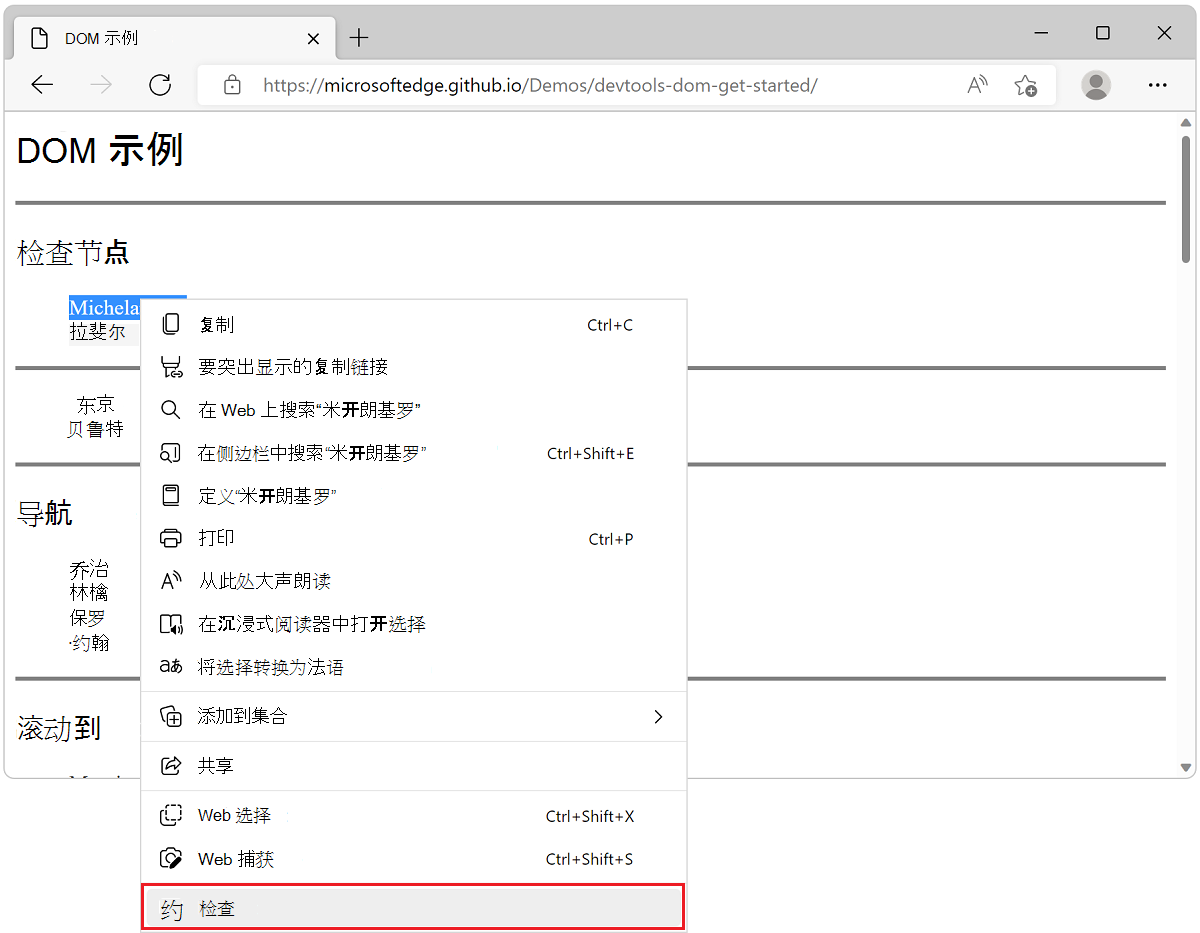 DOM 示例
https://microsoftedge.github.io/Demos/devtools-dom-get-started/
DOM 示例
检查节点
Michela
拉斐尔
东京
贝鲁特
导航
乔治
林檎
保罗
·约翰
滚动到
复制 Ctrl+C
要突出显示的复制链接
在 Web 上搜索“米开朗基罗”
在侧边栏中搜索“米开朗基罗” Ctrl+Shift+E
定义“米开朗基罗”
打印 Ctrl+P
从此处大声朗读
在沉浸式阅读器中打开选择
将选择转换为法语
添加到集合
共享
Web 选择 Ctrl+Shift+X
Web 捕获 Ctrl+Shift+S
约 检查